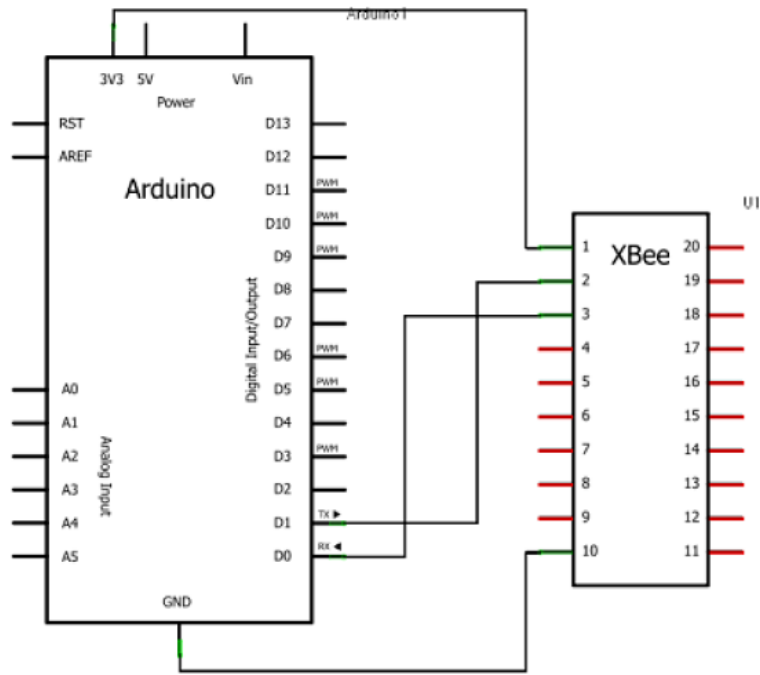 Arduino1
3V3 5V Vin
Power
RST D13
AREF D12
Arduino
D11 PWM
D10 PWM
D9 PWM
D8
D7
D6 PWM
A0 D5 PWM
A1 D4
A2 D3 PWM
A3 D2
A4 D1 TX ►
A5 D0 RX ◄
Digital Input/Output
Analog Input
GND
U1
XBee
1 20
2 19
3 18
4 17
5 16
6 15
7 14
8 13
9 12
10 11